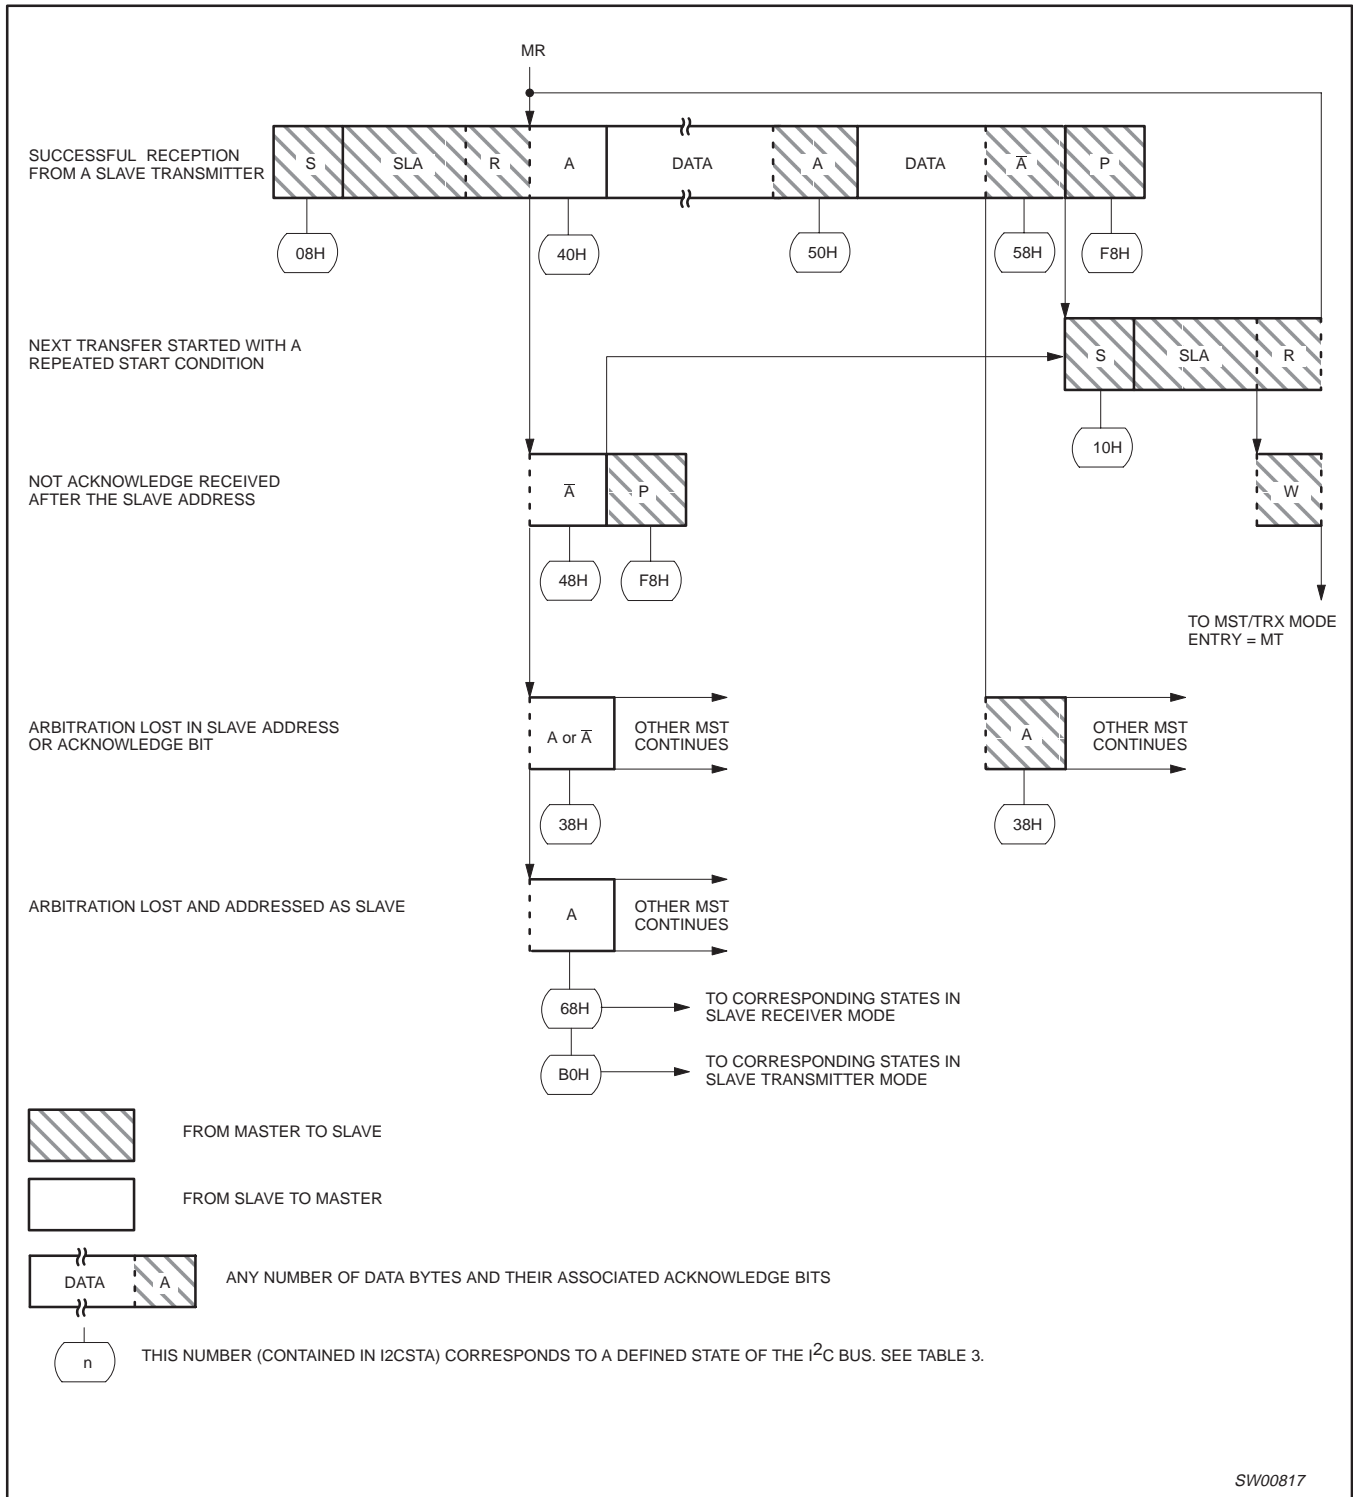 MR
SUCCESSFUL RECEPTION
FROM A SLAVE TRANSMITTER
S SLA R A DATA A DATA A̅ P
08H 40H 50H 58H F8H
NEXT TRANSFER STARTED WITH A
REPEATED START CONDITION
S SLA R
10H
NOT ACKNOWLEDGE RECEIVED
AFTER THE SLAVE ADDRESS
A̅ P
W
48H F8H
TO MST/TRX MODE
ENTRY = MT
ARBITRATION LOST IN SLAVE ADDRESS
OR ACKNOWLEDGE BIT
A or A̅
OTHER MST
CONTINUES
A
OTHER MST
CONTINUES
38H 38H
ARBITRATION LOST AND ADDRESSED AS SLAVE
A
OTHER MST
CONTINUES
68H
TO CORRESPONDING STATES IN
SLAVE RECEIVER MODE
B0H
TO CORRESPONDING STATES IN
SLAVE TRANSMITTER MODE
FROM MASTER TO SLAVE
FROM SLAVE TO MASTER
DATA A
ANY NUMBER OF DATA BYTES AND THEIR ASSOCIATED ACKNOWLEDGE BITS
n
THIS NUMBER (CONTAINED IN I2CSTA) CORRESPONDS TO A DEFINED STATE OF THE I²C BUS. SEE TABLE 3.
SW00817